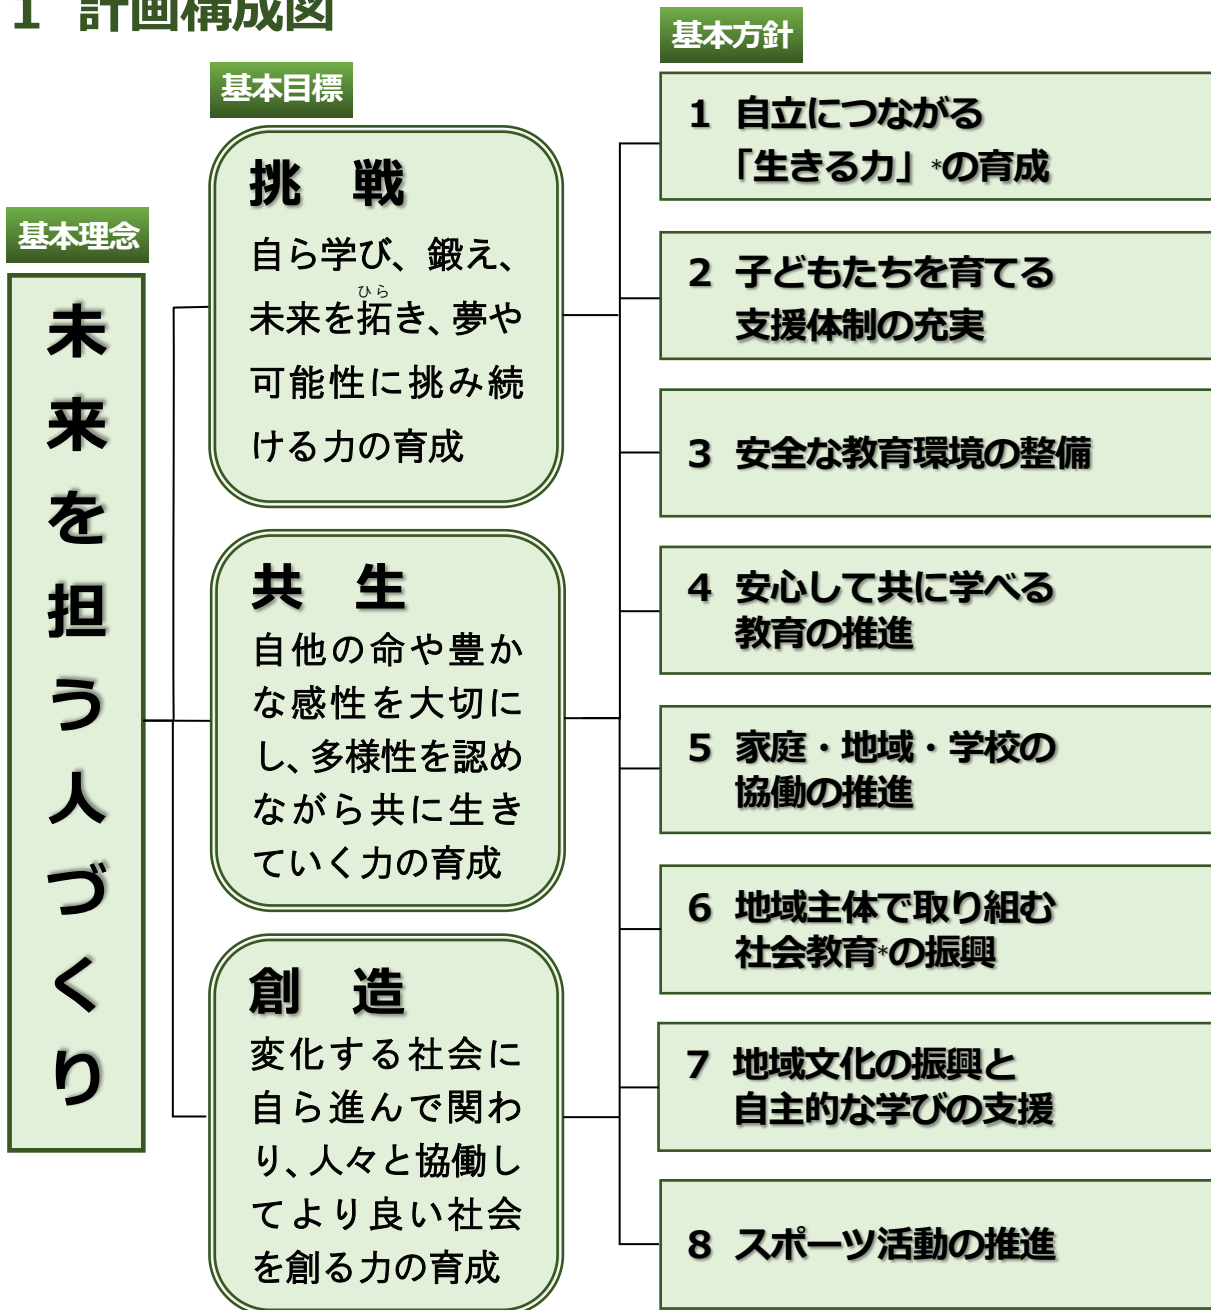 1 計画構成図
基本理念
未来を担う人づくり
基本目標
挑 戦
自ら学び、鍛え、
ひら
未来を拓き、夢や
可能性に挑み続
ける力の育成
共 生
自他の命や豊か
な感性を大切に
し、多様性を認め
ながら共に生き
ていく力の育成
創 造
変化する社会に
自ら進んで関わ
り、人々と協働し
てより良い社会
を創る力の育成
基本方針
1 自立につながる
「生きる力」*の育成
2 子どもたちを育てる
支援体制の充実
3 安全な教育環境の整備
4 安心して共に学べる
教育の推進
5 家庭・地域・学校の
協働の推進
6 地域主体で取り組む
社会教育*の振興
7 地域文化の振興と
自主的な学びの支援
8 スポーツ活動の推進